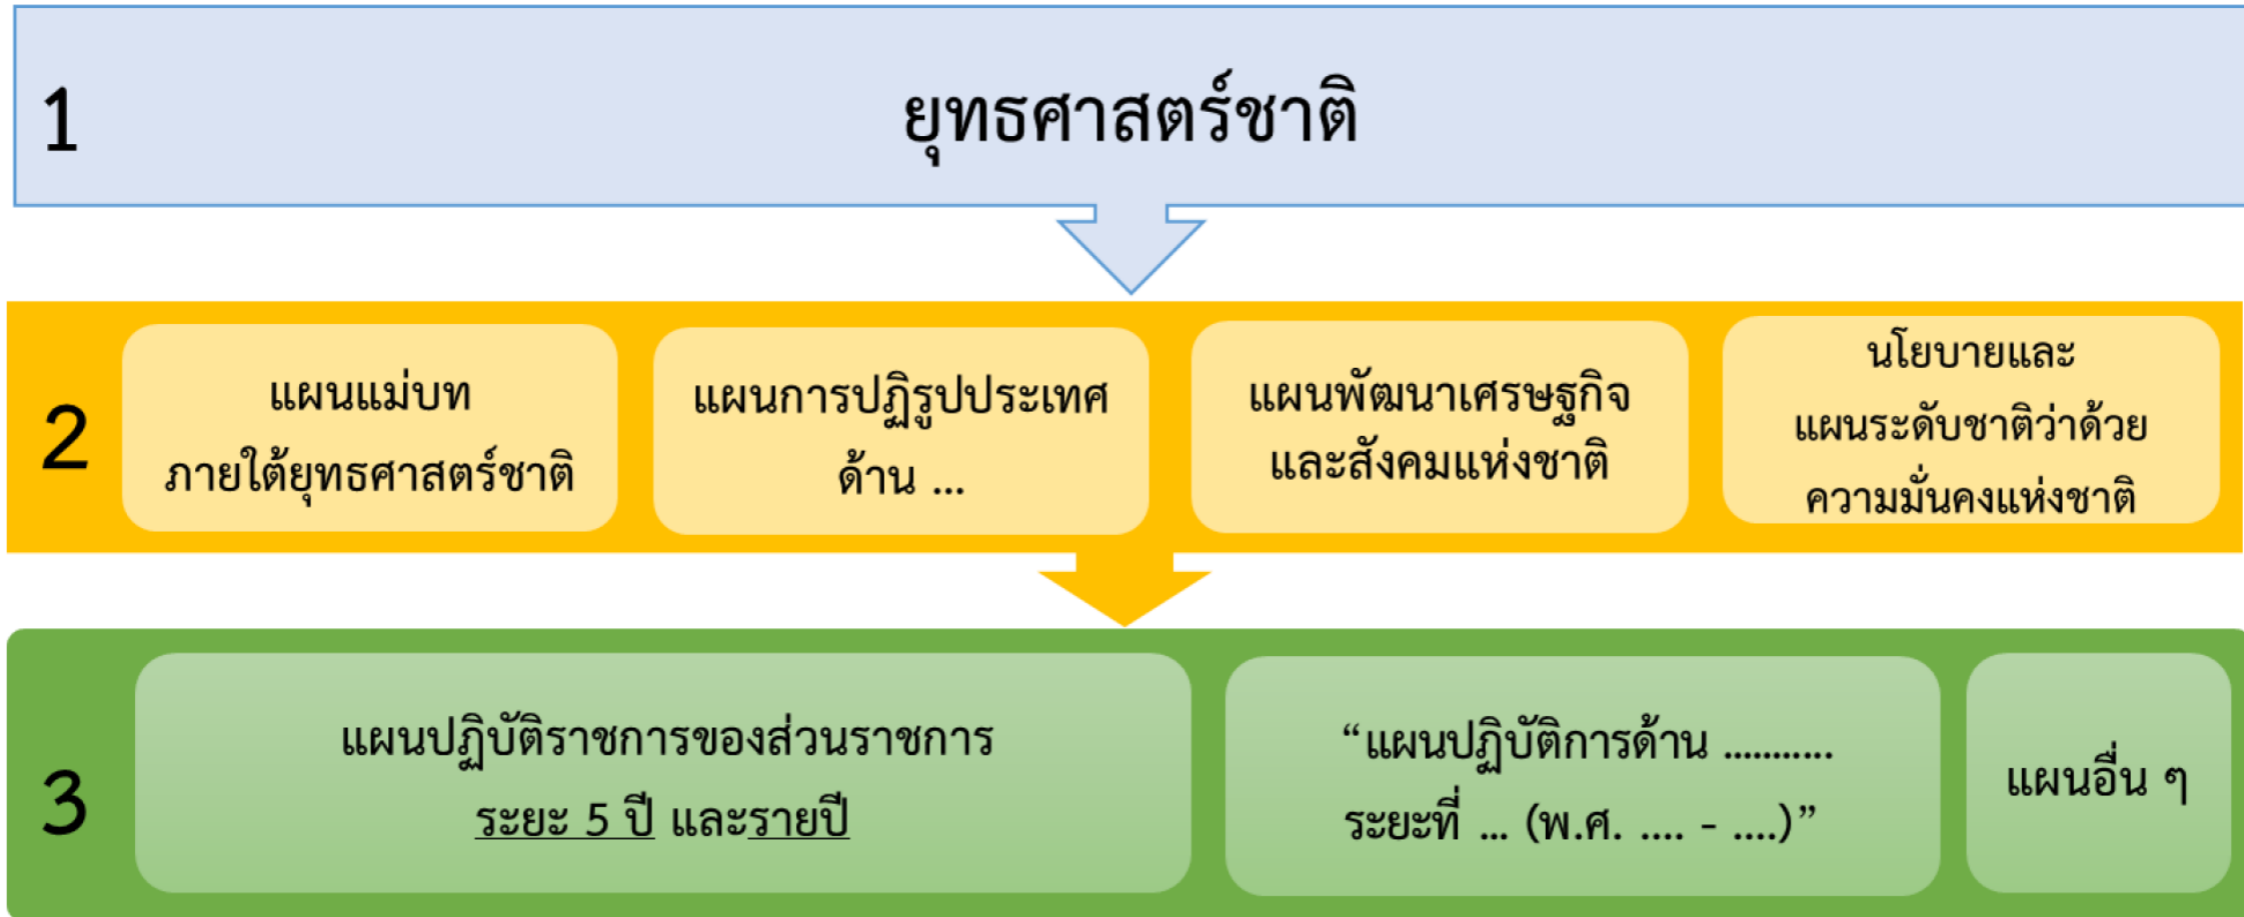 1
ยุทธศาสตร์ชาติ
2
แผนแม่บท
ภายใต้ยุทธศาสตร์ชาติ
แผนการปฏิรูปประเทศ
ด้าน ...
แผนพัฒนาเศรษฐกิจ
และสังคมแห่งชาติ
นโยบายและ
แผนระดับชาติว่าด้วย
ความมั่นคงแห่งชาติ
3
แผนปฏิบัติราชการของส่วนราชการ
ระยะ 5 ปี และรายปี
“แผนปฏิบัติการด้าน ...........
ระยะที่ ... (พ.ศ. .... - ....)”
แผนอื่น ๆ